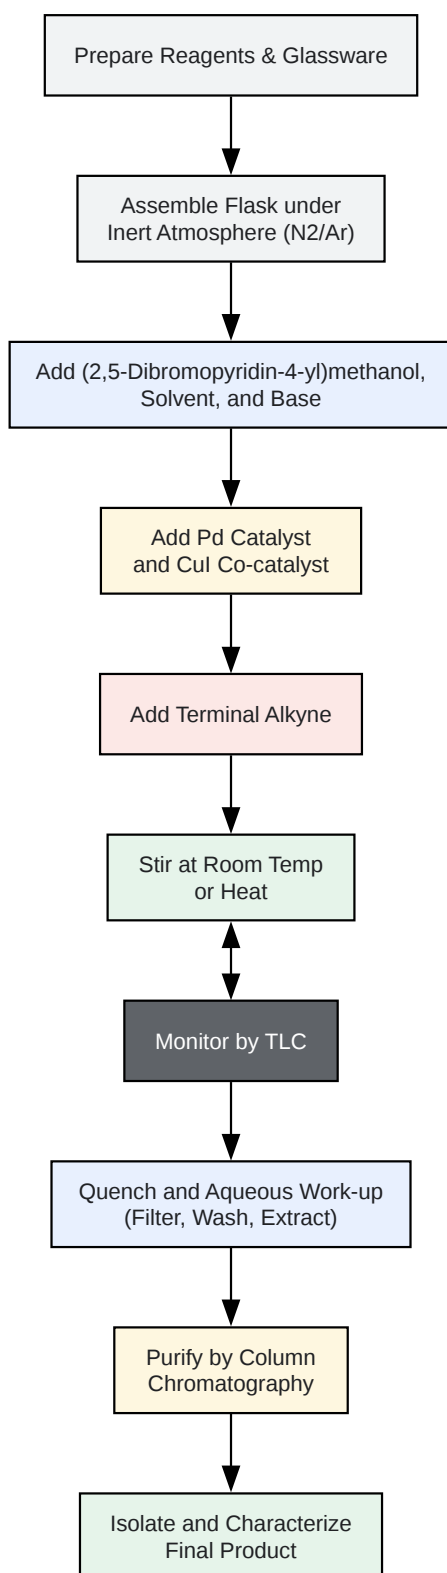 Prepare Reagents & Glassware
Assemble Flask under
Inert Atmosphere (N2/Ar)
Add (2,5-Dibromopyridin-4-yl)methanol,
Solvent, and Base
Add Pd Catalyst
and CuI Co-catalyst
Add Terminal Alkyne
Stir at Room Temp
or Heat
Monitor by TLC
Quench and Aqueous Work-up
(Filter, Wash, Extract)
Purify by Column
Chromatography
Isolate and Characterize
Final Product